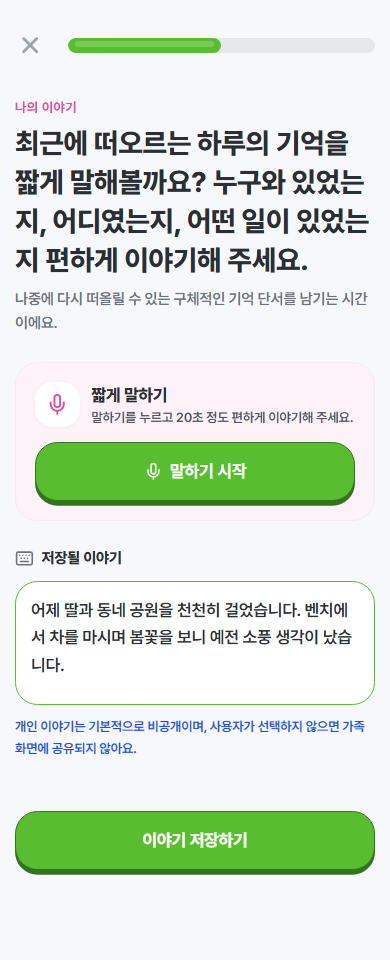 나의 이야기
최근에 떠오르는 하루의 기억을
짧게 말해볼까요? 누구와 있었는
지, 어디였는지, 어떤 일이 있었는
지 편하게 이야기해 주세요.
나중에 다시 떠올릴 수 있는 구체적인 기억 단서를 남기는 시간
이에요.
짧게 말하기
말하기를 누르고 20초 정도 편하게 이야기해 주세요.
말하기 시작
저장될 이야기
어제 딸과 동네 공원을 천천히 걸었습니다. 벤치에
서 차를 마시며 봄꽃을 보니 예전 소풍 생각이 났습
니다.
개인 이야기는 기본적으로 비공개이며, 사용자가 선택하지 않으면 가족
화면에 공유되지 않아요.
이야기 저장하기